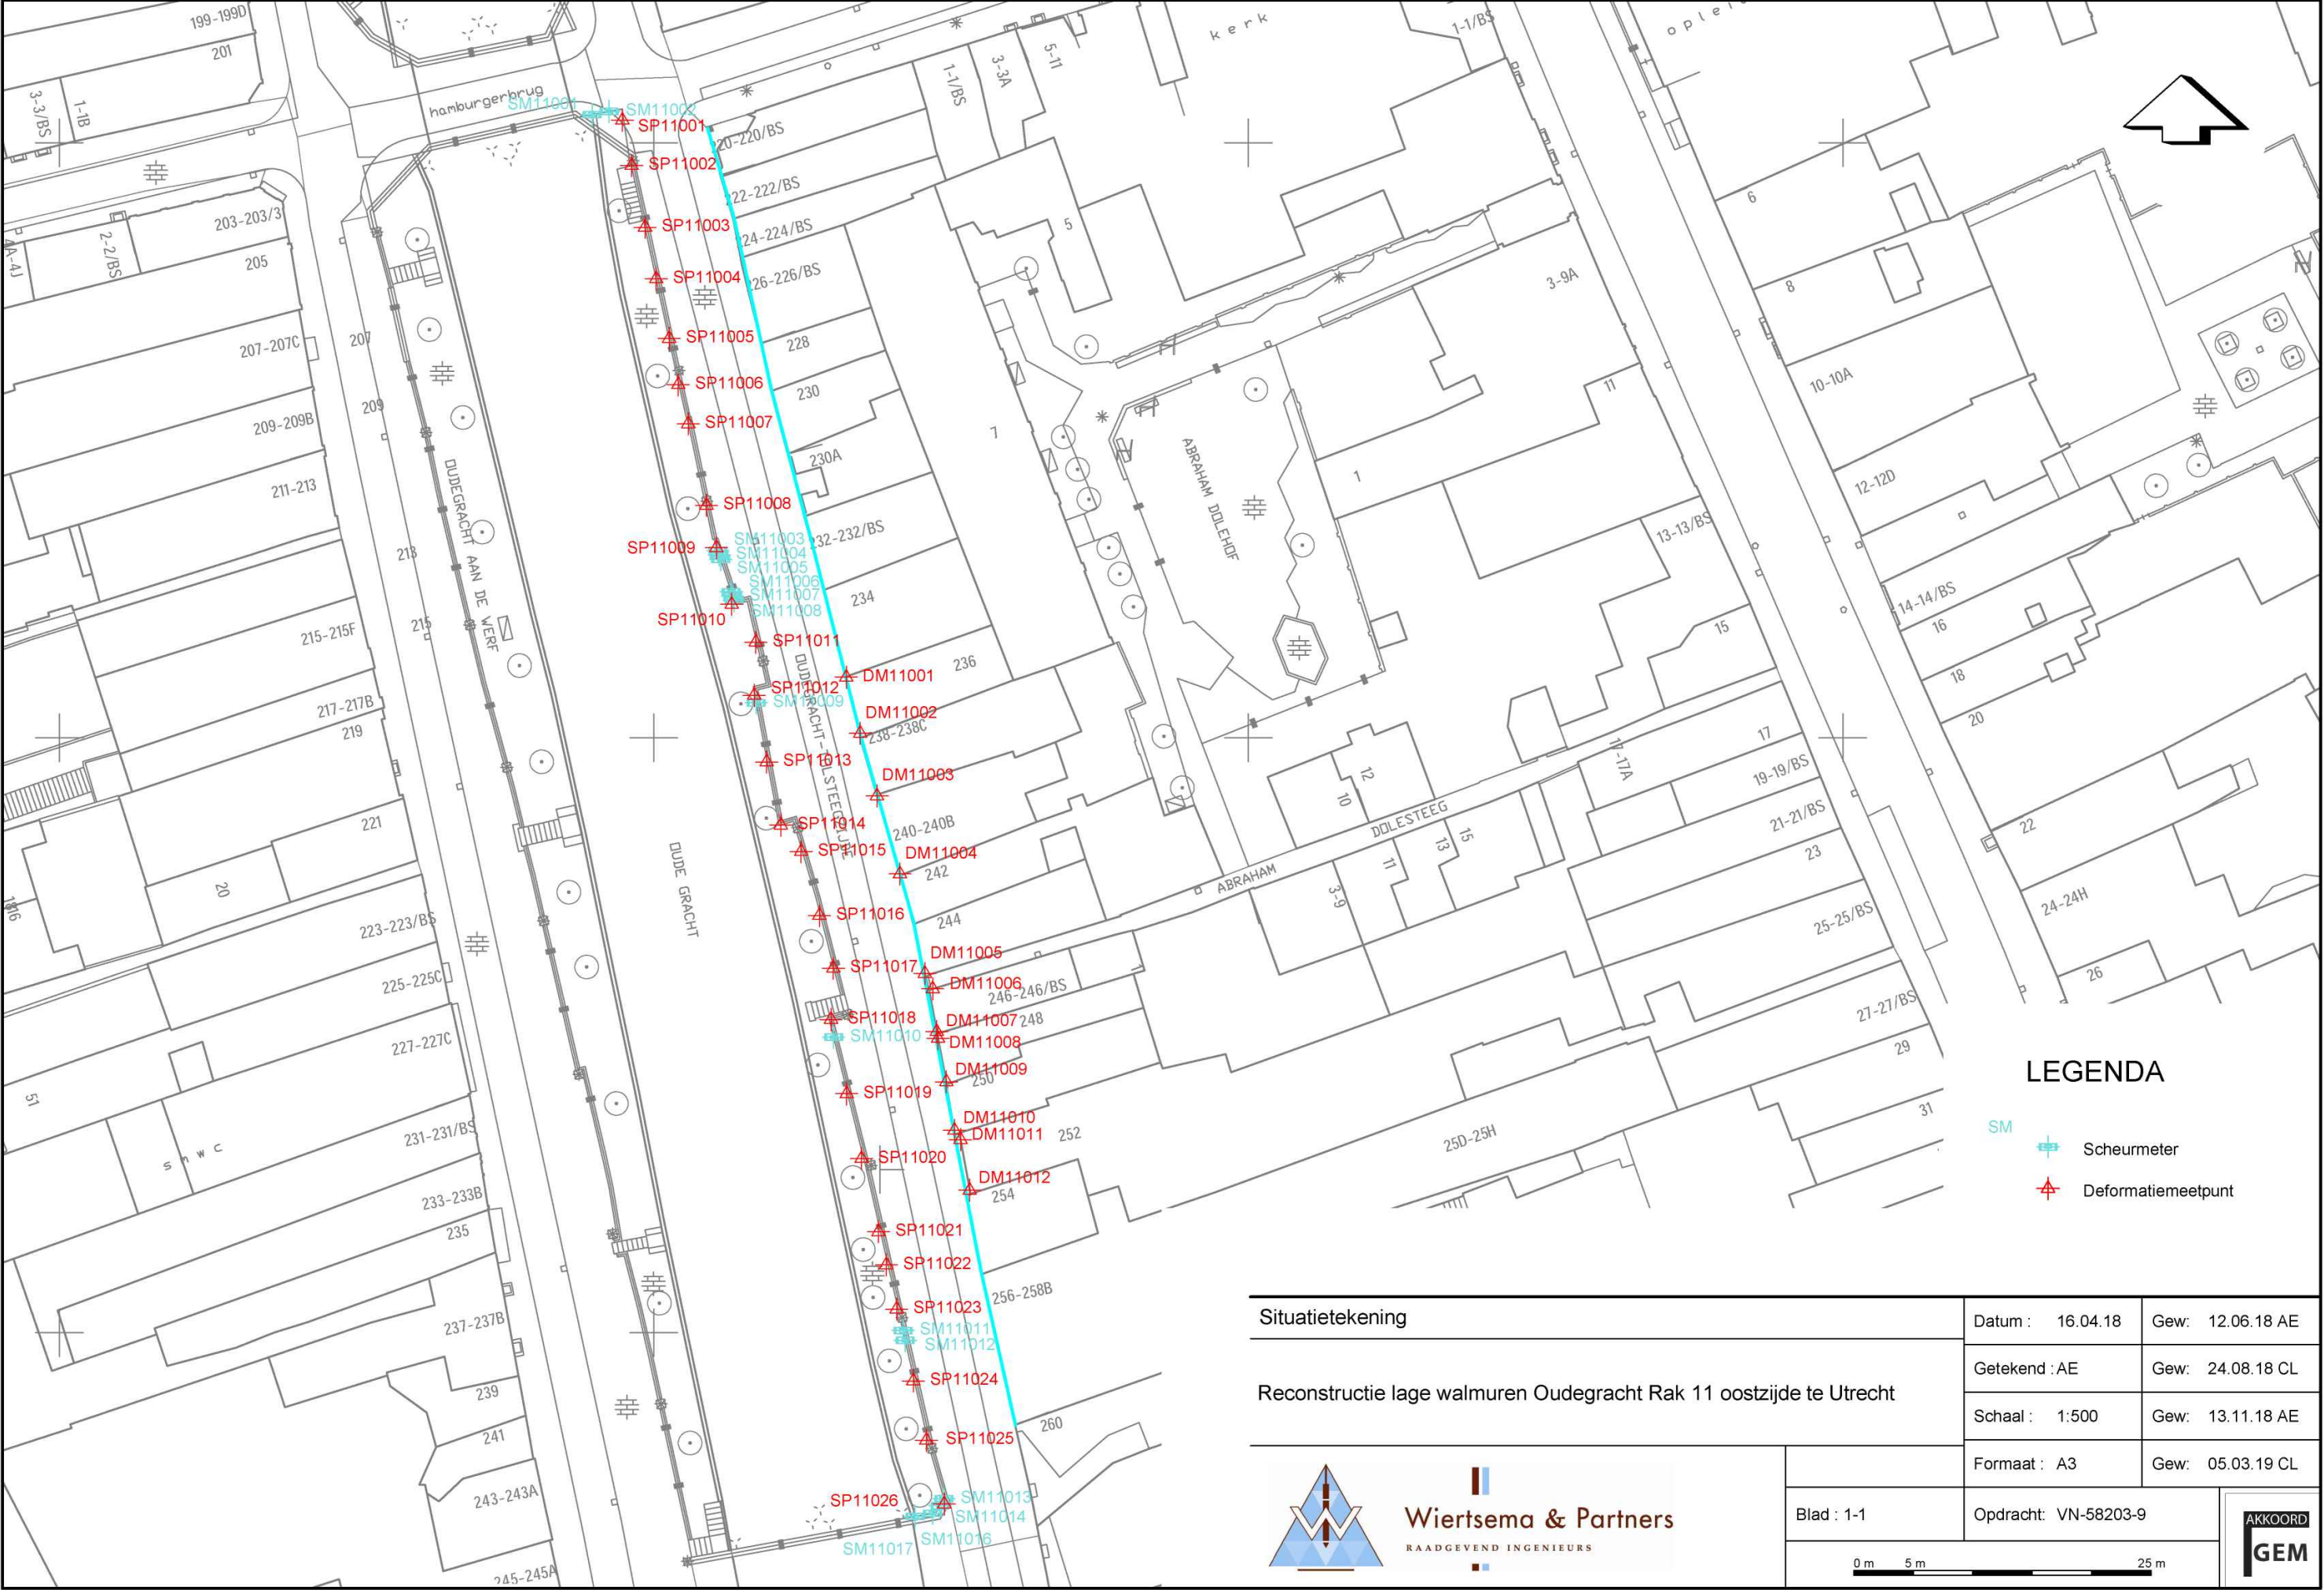 199-199D
201
3-3/BS
1-1B
hamburgerbrug
SM11001
SM11002
SP11001
SP11002
SP11003
SP11004
SP11005
SP11006
SP11007
SP11008
SP11009
SM11003
SM11004
SM11005
SM11006
SM11007
SM11008
SP11010
SP11011
SP11012
SM11009
SP11013
SP11014
SP11015
SP11016
SP11017
SP11018
SM11010
SP11019
SP11020
SP11021
SP11022
SP11023
SM11011
SM11012
SP11024
SP11025
SP11026
SM11013
SM11014
SM11016
SM11017
DM11001
DM11002
DM11003
DM11004
DM11005
DM11006
DM11007
DM11008
DM11009
DM11010
DM11011
DM11012
203-203/3
2-2/BS
4A-4J
205
207-207C
207
209-209B
209
211-213
213
215-215F
215
217-217B
219
221
20
223-223/BS
225-225C
227-227C
51
smwc
231-231/BS
233-233B
235
237-237B
239
241
243-243A
245-245A
OUDEGRACHT AAN DE WERF
OUDE GRACHT
kerk
1-1/BS
3-3A
5-11
1-1/BS
222-222/BS
224-224/BS
226-226/BS
228
230
230A
232-232/BS
234
236
238-238C
240-240B
242
244
246-246/BS
248
250
252
254
256-258B
260
5
7
ABRAHAM DOLEHOF
1
3-9A
11
13-13/BS
15
17
17-17A
19-19/BS
21-21/BS
23
25-25/BS
27-27/BS
29
31
25D-25H
12
10
ABRAHAM
DOLESTEEG
3-9
11
13
15
1
6
8
10-10A
12-12D
14-14/BS
16
18
20
22
24-24H
26
LEGENDA
SM
Scheurmeter
Deformatiemeetpunt
Situatietekening
Reconstructie lage walmuren Oudegracht Rak 11 oostzijde te Utrecht
Datum : 16.04.18
Gew: 12.06.18 AE
Getekend : AE
Gew: 24.08.18 CL
Schaal : 1:500
Gew: 13.11.18 AE
Formaat : A3
Gew: 05.03.19 CL
Blad : 1-1
Opdracht: VN-58203-9
Wiertsema & Partners
RAADGEVEND INGENIEURS
0 m 5 m 25 m
AKKOORD
GEM